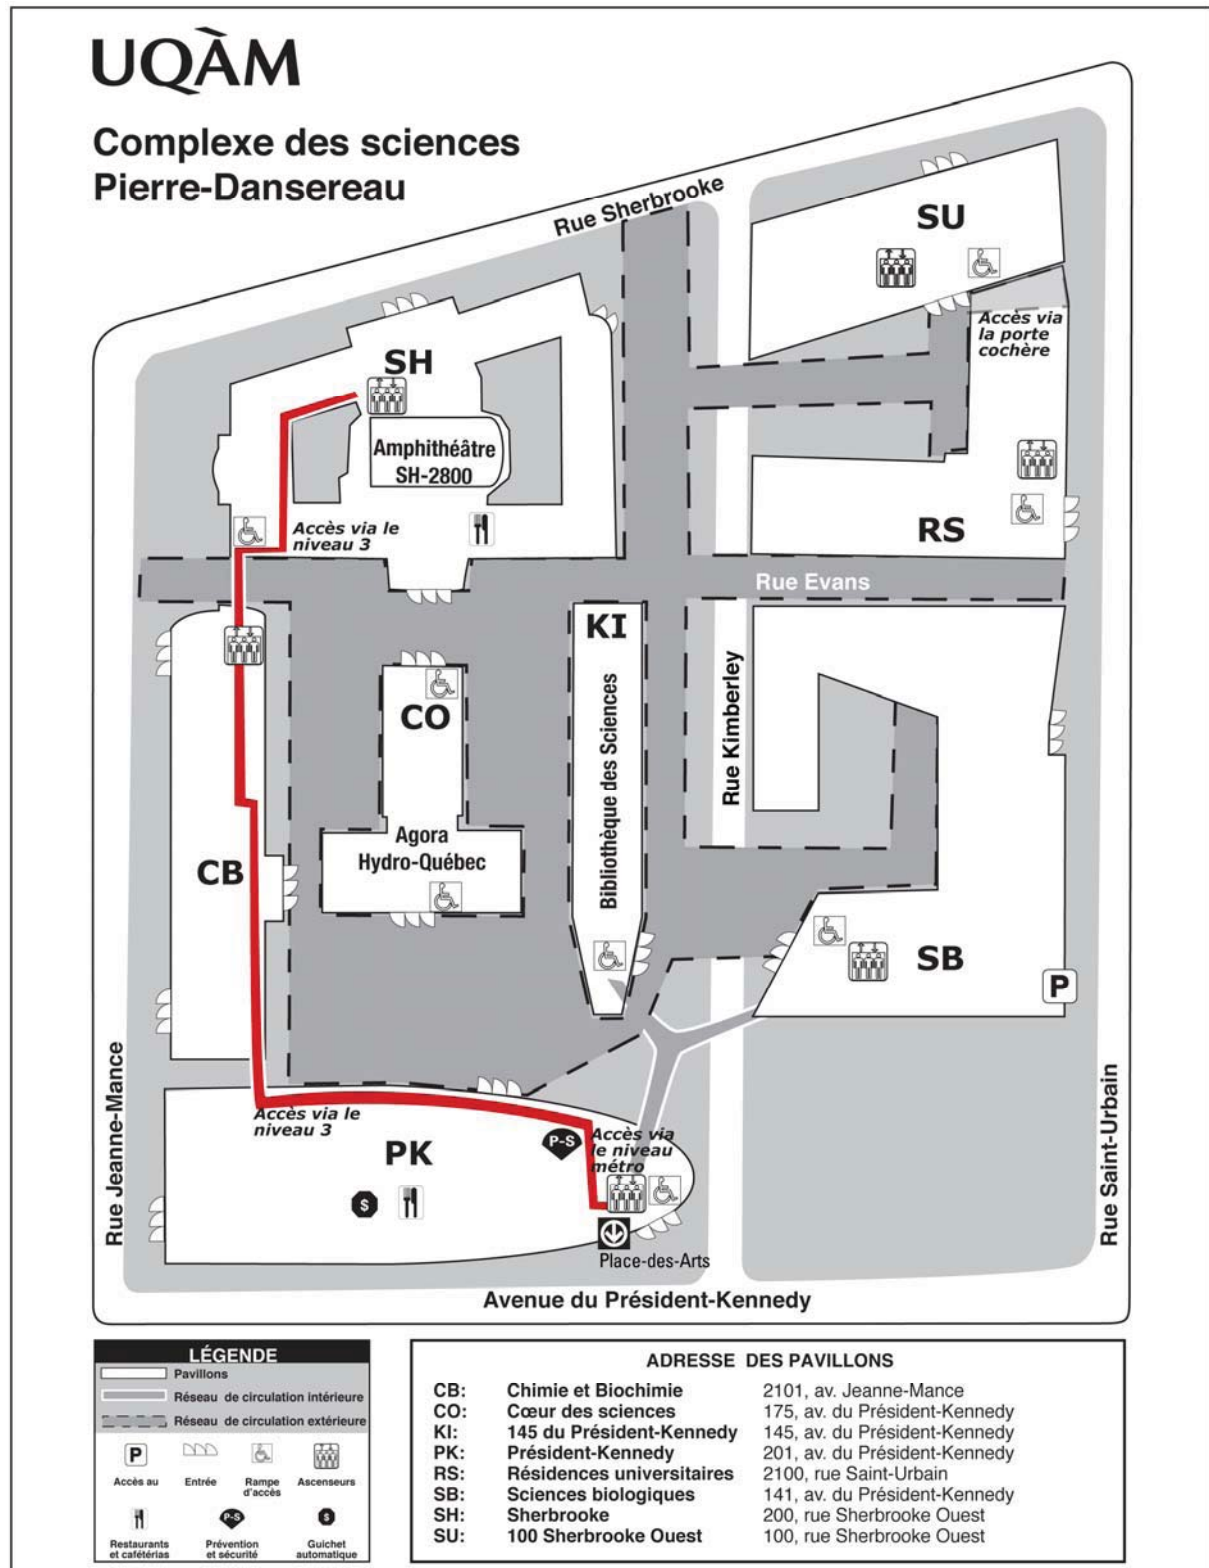 UQÀM
Complexe des sciences
Pierre-Dansereau
Rue Sherbrooke
SU
Accès via
la porte
cochère
SH
Amphithéâtre
SH-2800
Accès via le
niveau 3
RS
Rue Evans
KI
Bibliothèque des Sciences
Rue Kimberley
CO
Agora
Hydro-Québec
CB
SB
P
Rue Jeanne-Mance
Rue Saint-Urbain
Accès via le
niveau 3
PK
P-S
Accès via
le niveau
métro
$
Place-des-Arts
Avenue du Président-Kennedy
LÉGENDE
Pavillons
Réseau de circulation intérieure
Réseau de circulation extérieure
P
Accès au
Entrée
Rampe
d'accès
Ascenseurs
P-S
$
Restaurants
et cafétérias
Prévention
et sécurité
Guichet
automatique
ADRESSE DES PAVILLONS
CB: Chimie et Biochimie 2101, av. Jeanne-Mance
CO: Cœur des sciences 175, av. du Président-Kennedy
KI: 145 du Président-Kennedy 145, av. du Président-Kennedy
PK: Président-Kennedy 201, av. du Président-Kennedy
RS: Résidences universitaires 2100, rue Saint-Urbain
SB: Sciences biologiques 141, av. du Président-Kennedy
SH: Sherbrooke 200, rue Sherbrooke Ouest
SU: 100 Sherbrooke Ouest 100, rue Sherbrooke Ouest